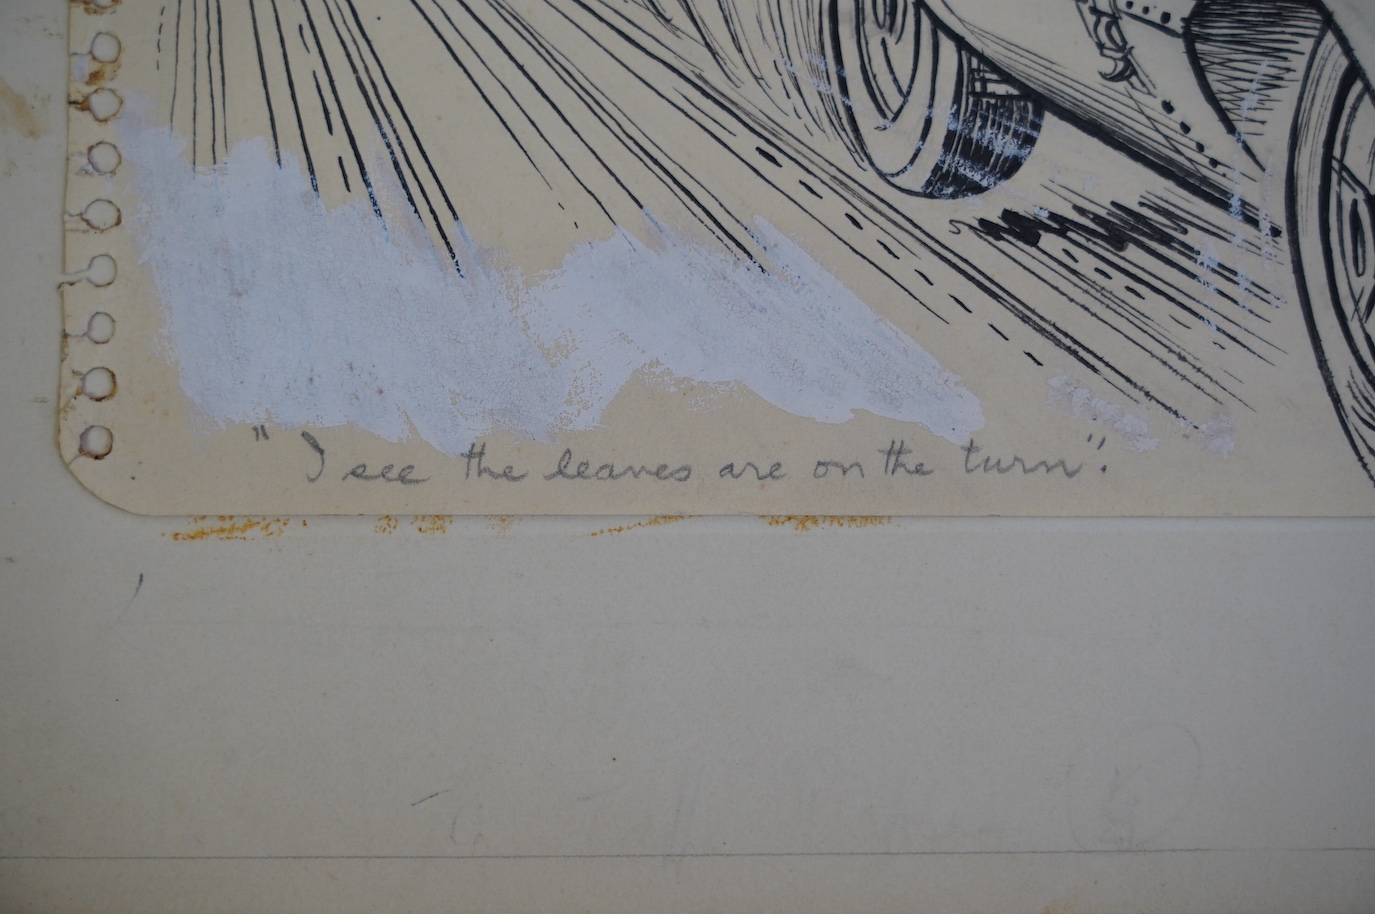 "I see the leaves are on the turn".